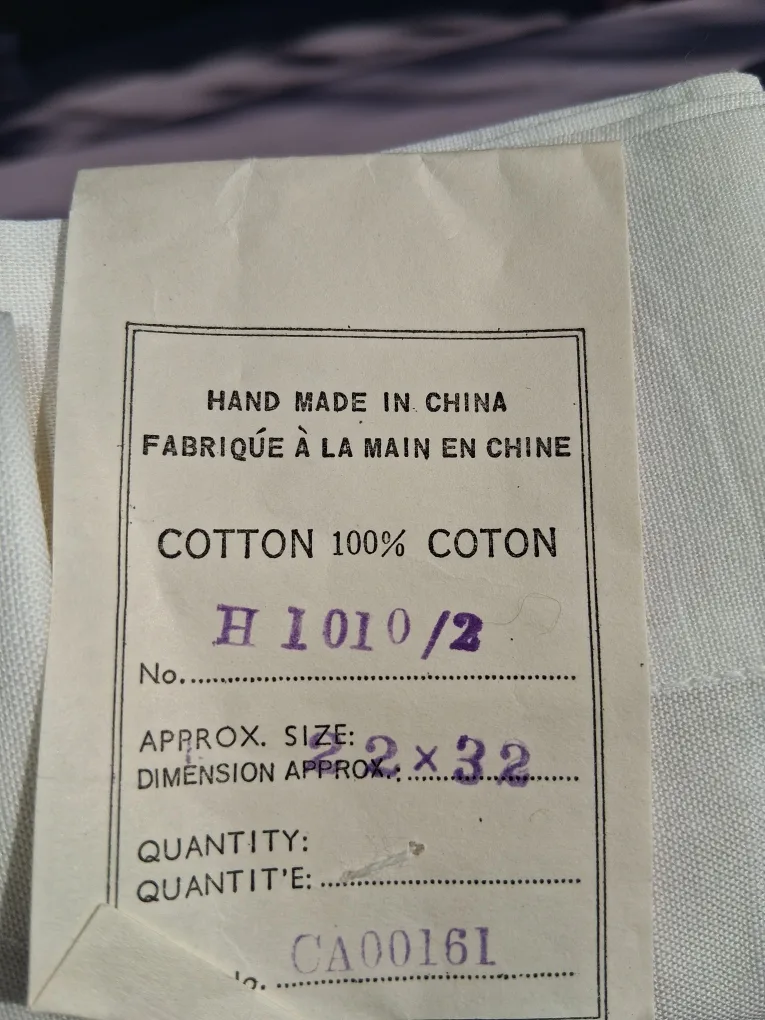 HAND MADE IN CHINA
FABRIQÚE À LA MAIN EN CHINE
COTTON 100% COTON
H 1010/2
No.
APPROX. SIZE:
22 x 32
DIMENSION APPROX.:
QUANTITY:
QUANTIT'E:
CA00161